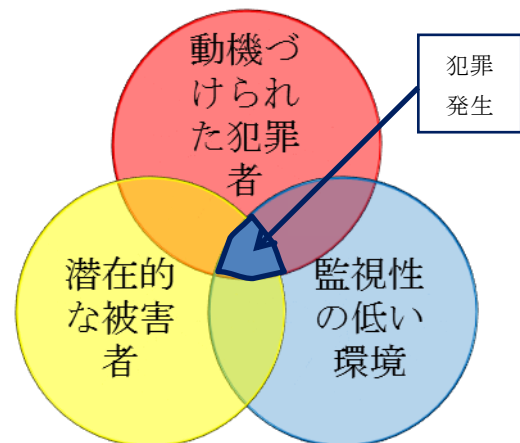 動機づ
けられ
た犯罪
者
犯罪
発生
潜在的
な被害
者
監視性
の低い
環境